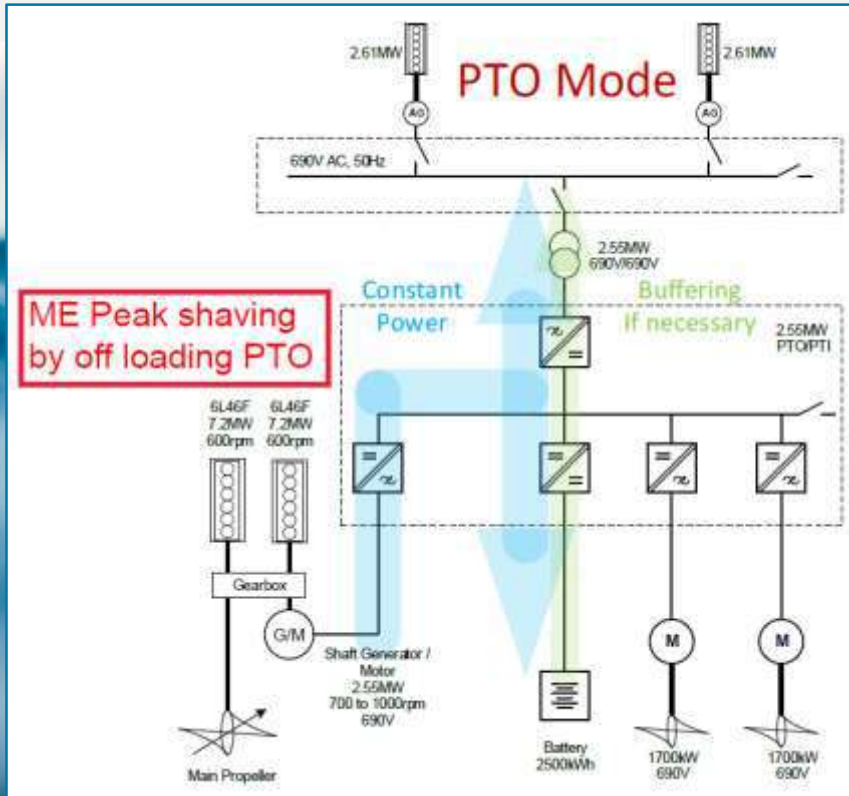 2.61MW
2.61MW
PTO Mode
AG
AG
690V AC, 50Hz
2.55MW
690V/690V
Constant
Power
Buffering
If necessary
2.55MW
PTO/PTI
ME Peak shaving
by off loading PTO
6L46F
7.2MW
600rpm
6L46F
7.2MW
600rpm
Gearbox
G/M
Shaft Generator /
Motor
2.55MW
700 to 1000rpm
690V
M
M
Main Propeller
Battery
2500kWh
1700kW
690V
1700kW
690V